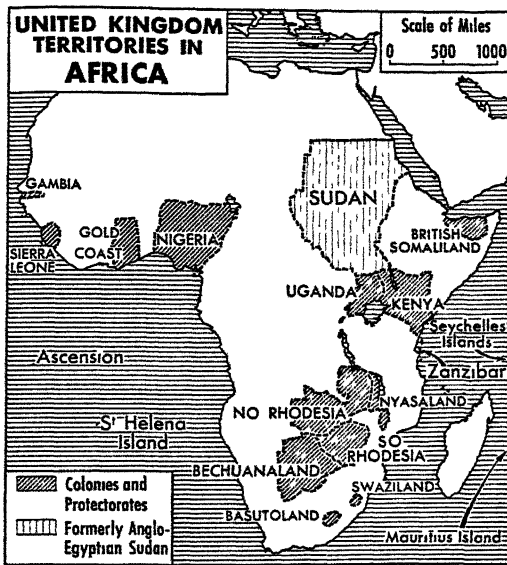 UNITED KINGDOM
TERRITORIES IN
AFRICA
Scale of Miles
0 500 1000
GAMBIA
SIERRA
LEONE
GOLD
COAST
NIGERIA
SUDAN
BRITISH
SOMALILAND
UGANDA
KENYA
Seychelles
Islands
Zanzibar
Ascension
St Helena
Island
NO RHODESIA
NYASALAND
SO
RHODESIA
BECHUANALAND
SWAZILAND
BASUTOLAND
Mauritius Island
Colonies and
Protectorates
Formerly Anglo-
Egyptian Sudan